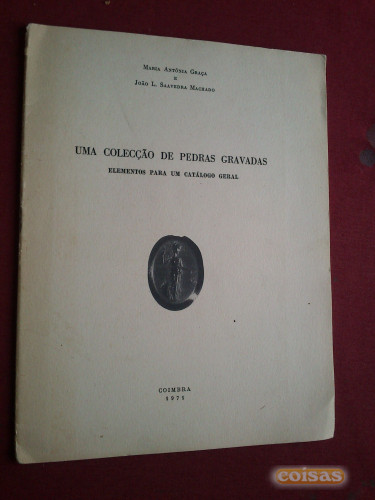 MARIA ANTÓNIA GRAÇA
E
JOÃO L. SAAVEDRA MACHADO
UMA COLECÇÃO DE PEDRAS GRAVADAS
ELEMENTOS PARA UM CATÁLOGO GERAL
COIMBRA
1971
coisas